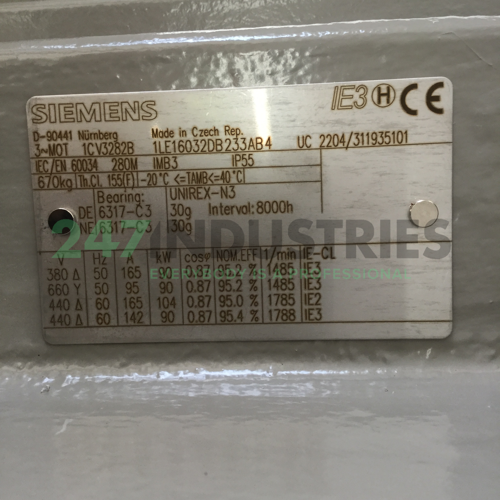 SIEMENS
IE3 H CE
D-90441 Nürnberg Made in Czech Rep.
3~MOT 1CV3282B 1LE16032DB233AB4 UC 2204/311935101
IEC/EN 60034 280M IMB3 IP55
670kg Th.Cl. 155(F) -20°C <=TAMB<=40°C
Bearing: UNIREX-N3
DE 6317-C3 30g Interval: 8000h
NE 6317-C3 30g
247 INDUSTRIES
V Hz A kW cosφ NOM.EFF 1/min IE-CL
380 Δ 50 165 90 0.87 95.2 % 1485 IE3
660 Y 50 95 90 0.87 95.2 % 1485 IE3
440 Δ 60 165 104 0.87 95.0 % 1785 IE2
440 Δ 60 142 90 0.87 95.4 % 1788 IE3